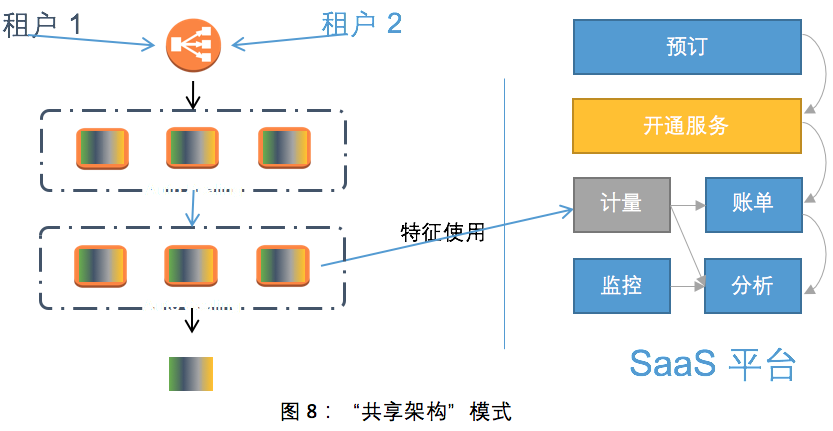 租户 1
租户 2
预订
开通服务
计量
账单
特征使用
监控
分析
SaaS 平台
图 8： “共享架构” 模式